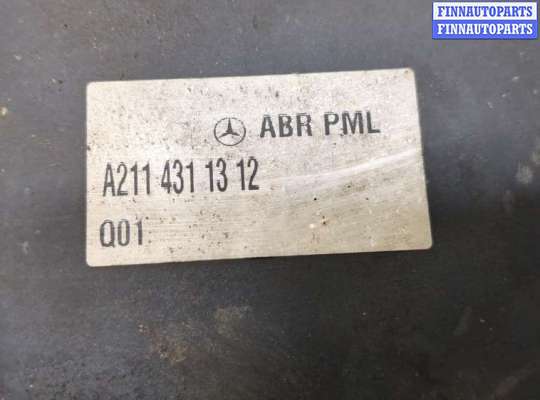 FINNAUTOPARTS
FINNAUTOPARTS
ABR PML
A211 431 13 12
Q01